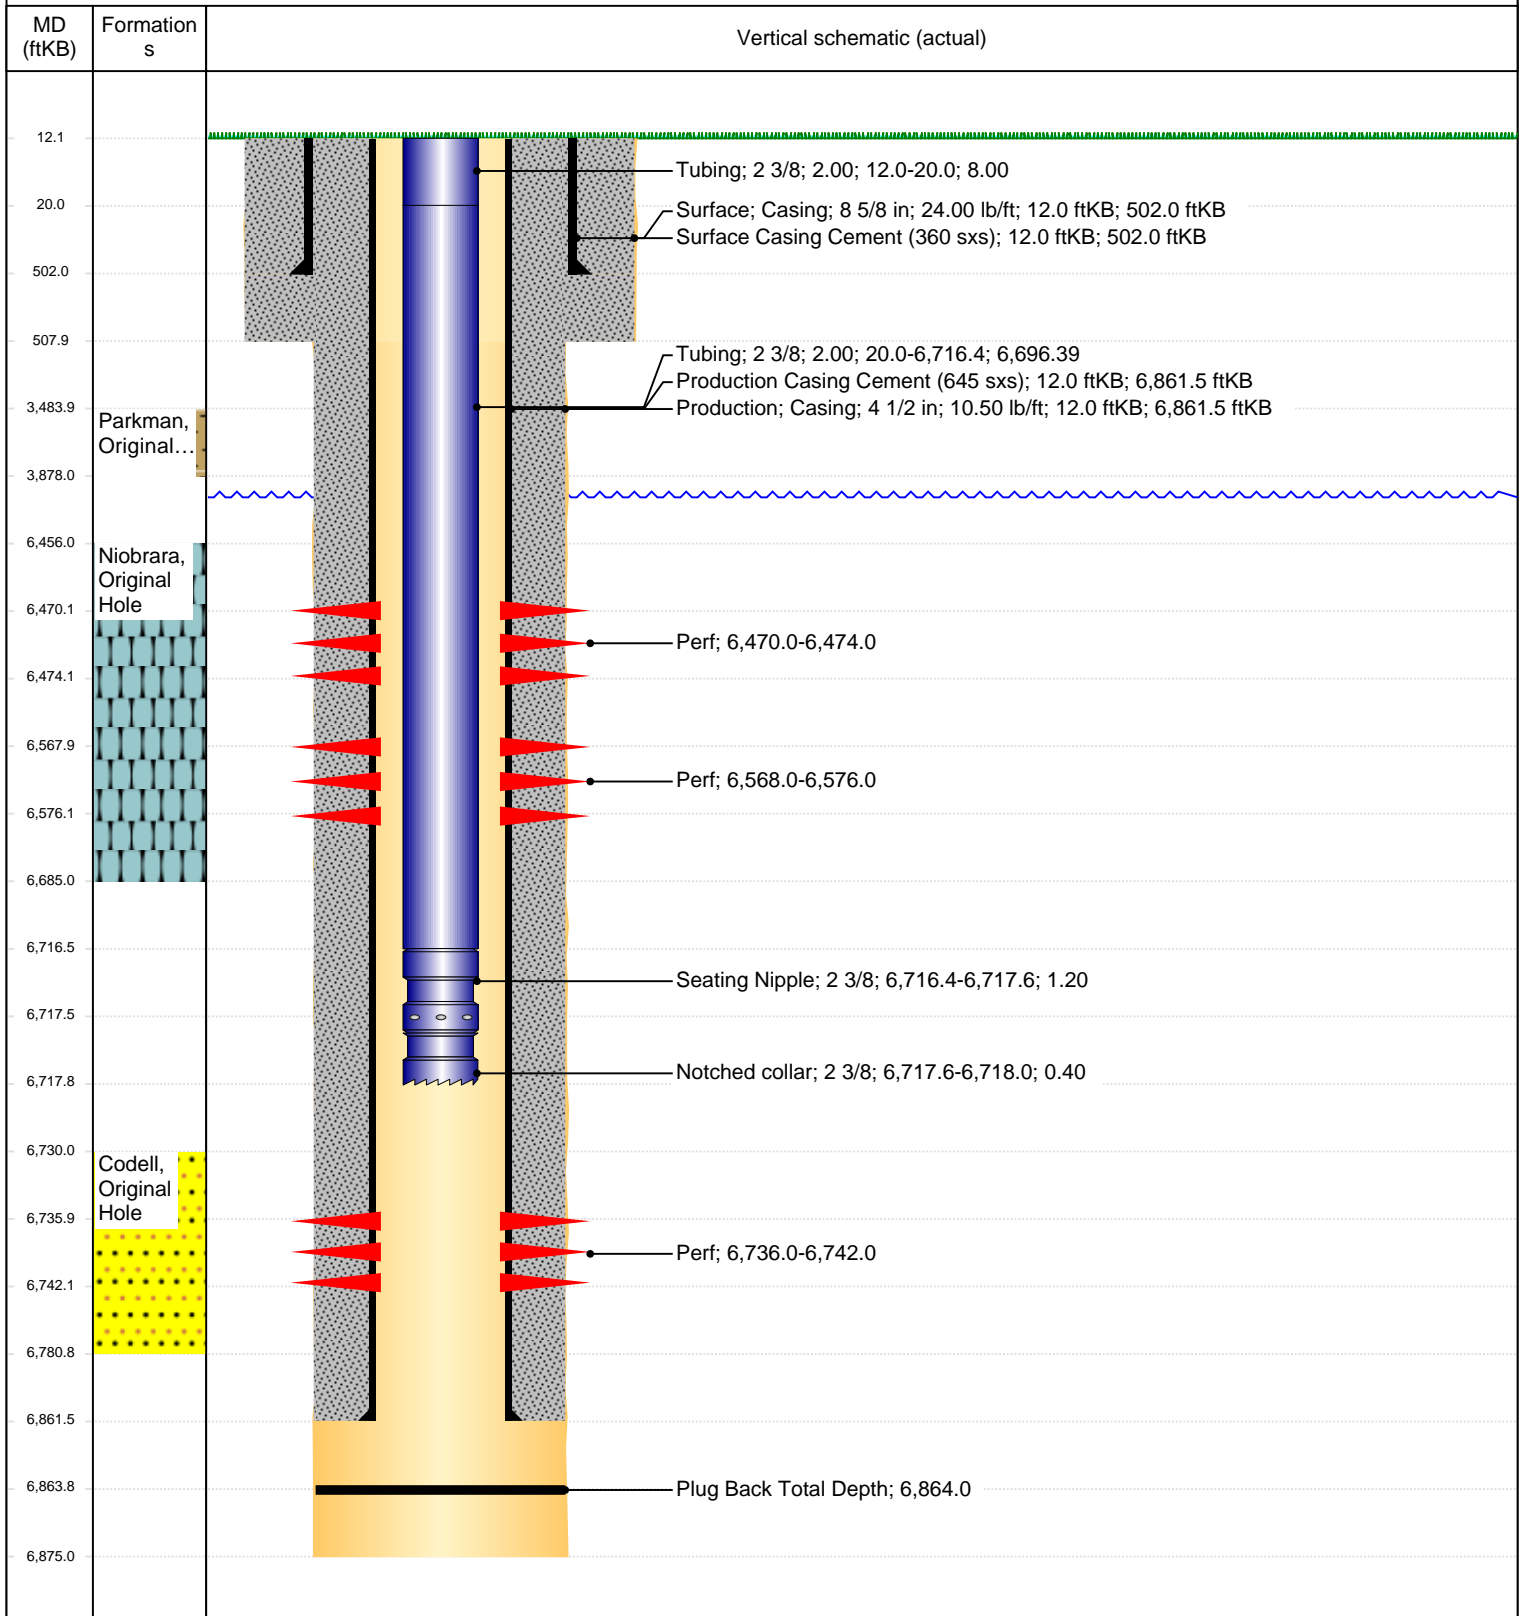 MD
(ftKB)
Formation
s
Vertical schematic (actual)
12.1
Tubing; 2 3/8; 2.00; 12.0-20.0; 8.00
20.0
Surface; Casing; 8 5/8 in; 24.00 lb/ft; 12.0 ftKB; 502.0 ftKB
Surface Casing Cement (360 sxs); 12.0 ftKB; 502.0 ftKB
502.0
507.9
Tubing; 2 3/8; 2.00; 20.0-6,716.4; 6,696.39
Production Casing Cement (645 sxs); 12.0 ftKB; 6,861.5 ftKB
3,483.9
Production; Casing; 4 1/2 in; 10.50 lb/ft; 12.0 ftKB; 6,861.5 ftKB
Parkman,
Original…
3,878.0
6,456.0
Niobrara,
Original
Hole
6,470.1
Perf; 6,470.0-6,474.0
6,474.1
6,567.9
Perf; 6,568.0-6,576.0
6,576.1
6,685.0
6,716.5
Seating Nipple; 2 3/8; 6,716.4-6,717.6; 1.20
6,717.5
Notched collar; 2 3/8; 6,717.6-6,718.0; 0.40
6,717.8
6,730.0
Codell,
Original
Hole
6,735.9
Perf; 6,736.0-6,742.0
6,742.1
6,780.8
6,861.5
6,863.8
Plug Back Total Depth; 6,864.0
6,875.0